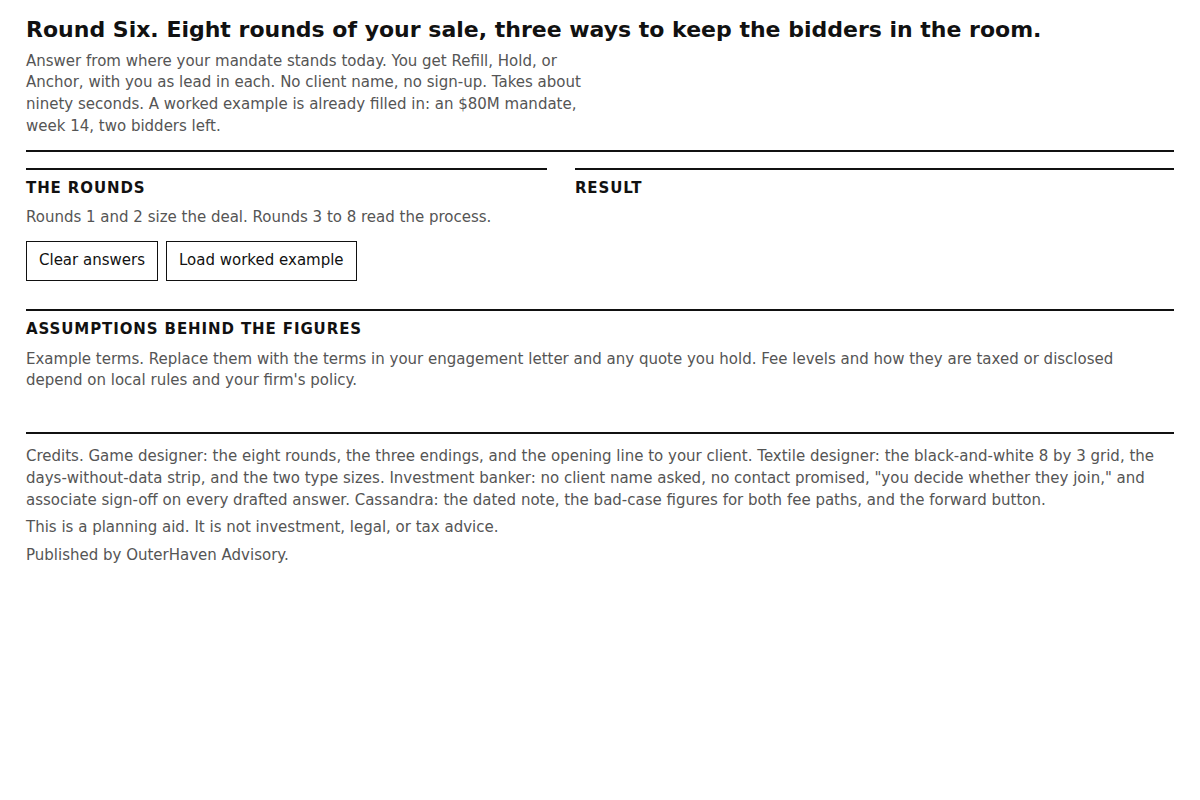 Round Six. Eight rounds of your sale, three ways to keep the bidders in the room.
Answer from where your mandate stands today. You get Refill, Hold, or
Anchor, with you as lead in each. No client name, no sign-up. Takes about
ninety seconds. A worked example is already filled in: an $80M mandate,
week 14, two bidders left.
THE ROUNDS
Rounds 1 and 2 size the deal. Rounds 3 to 8 read the process.
Clear answers
Load worked example
RESULT
ASSUMPTIONS BEHIND THE FIGURES
Example terms. Replace them with the terms in your engagement letter and any quote you hold. Fee levels and how they are taxed or disclosed
depend on local rules and your firm's policy.
Credits. Game designer: the eight rounds, the three endings, and the opening line to your client. Textile designer: the black-and-white 8 by 3 grid, the
days-without-data strip, and the two type sizes. Investment banker: no client name asked, no contact promised, "you decide whether they join," and
associate sign-off on every drafted answer. Cassandra: the dated note, the bad-case figures for both fee paths, and the forward button.
This is a planning aid. It is not investment, legal, or tax advice.
Published by OuterHaven Advisory.